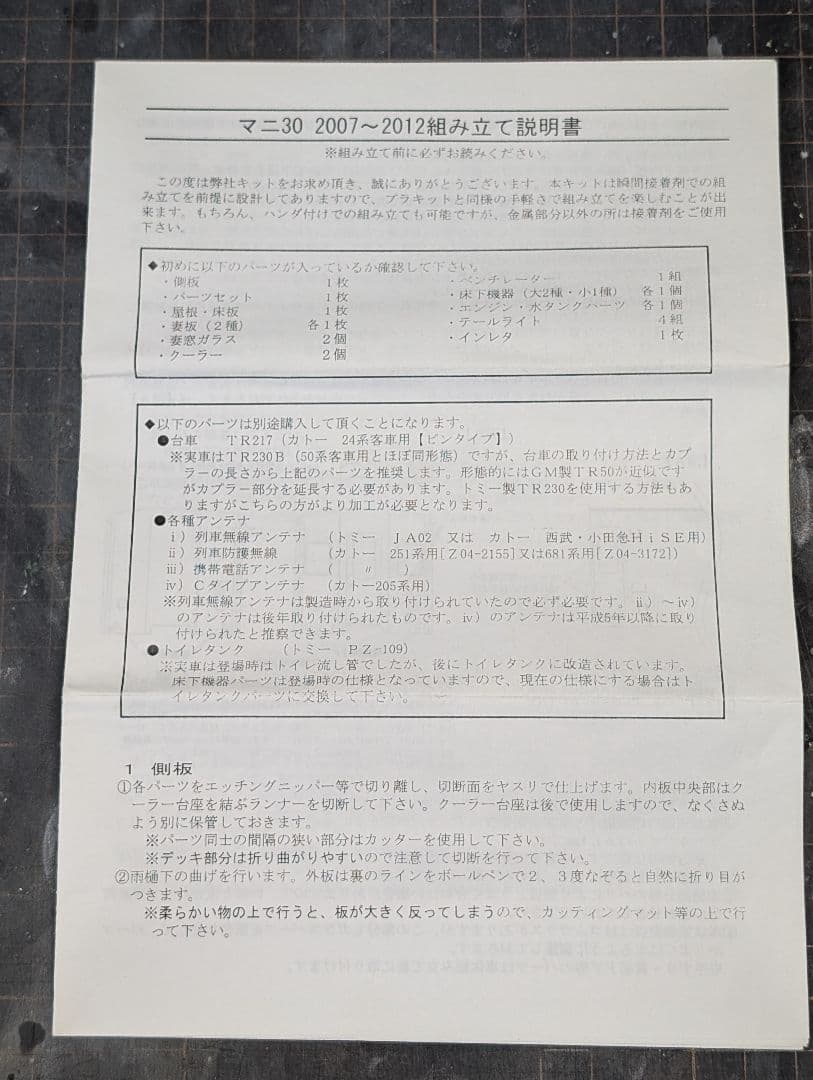 マニ30 2007～2012組み立て説明書
※組み立て前に必ずお読みください。
この度は弊社キットをお求め頂き、誠にありがとうございます。本キットは瞬間接着剤での組
み立てを前提に設計してありますので、プラキットと同様の手軽さで組み立てを楽しむことが出
来ます。もちろん、ハンダ付けでの組み立ても可能ですが、金属部分以外の所は接着剤をご使用
下さい。
◆初めに以下のパーツが入っているか確認して下さい。
・側板 1枚
・パーツセット 1枚
・屋根・床板 1枚
・妻板（2種） 各1枚
・妻窓ガラス 2個
・クーラー 2個
・ベンチレーター 1組
・床下機器（大2種・小1種） 各1個
・エンジン・水タンクパーツ 各1個
・テールライト 4組
・インレタ 1枚
◆以下のパーツは別途購入して頂くことになります。
●台車 TR217（カトー 24系客車用【ピンタイプ】）
※実車はTR230B（50系客車用とほぼ同形態）ですが、台車の取り付け方法とカプ
ラーの長さから上記のパーツを推奨します。形態的にはGM製TR50が近似です
がカプラー部分を延長する必要があります。トミー製TR230を使用する方法もあ
りますがこちらの方がより加工が必要となります。
●各種アンテナ
ⅰ）列車無線アンテナ （トミー JA02 又は カトー 西武・小田急HiSE用）
ⅱ）列車防護無線 （カトー 251系用[Z04-2155]又は681系用[Z04-3172]）
ⅲ）携帯電話アンテナ （ 〃 ）
ⅳ）Cタイプアンテナ （カトー205系用）
※列車無線アンテナは製造時から取り付けられていたので必ず必要です。ⅱ）～ⅳ）
のアンテナは後年取り付けられたものです。ⅳ）のアンテナは平成5年以降に取り
付けられたと推察できます。
●トイレタンク （トミー PZ-109）
※実車は登場時はトイレ流し管でしたが、後にトイレタンクに改造されています。
床下機器パーツは登場時の仕様となっていますので、現在の仕様にする場合はト
イレタンクパーツに交換して下さい。
1 側板
①各パーツをエッチングニッパー等で切り離し、切断面をヤスリで仕上げます。内板中央部はク
ーラー台座を結ぶランナーを切断して下さい。クーラー台座は後で使用しますので、なくさぬ
よう別に保管しておきます。
※パーツ同士の間隔の狭い部分はカッターを使用して下さい。
※デッキ部分は折り曲がりやすいので注意して切断を行って下さい。
②雨樋下の曲げを行います。外板は裏のラインをボールペンで2、3度なぞると自然に折り目が
つきます。
※柔らかい物の上で行うと、板が大きく反ってしまうので、カッティングマット等の上で行
って下さい。